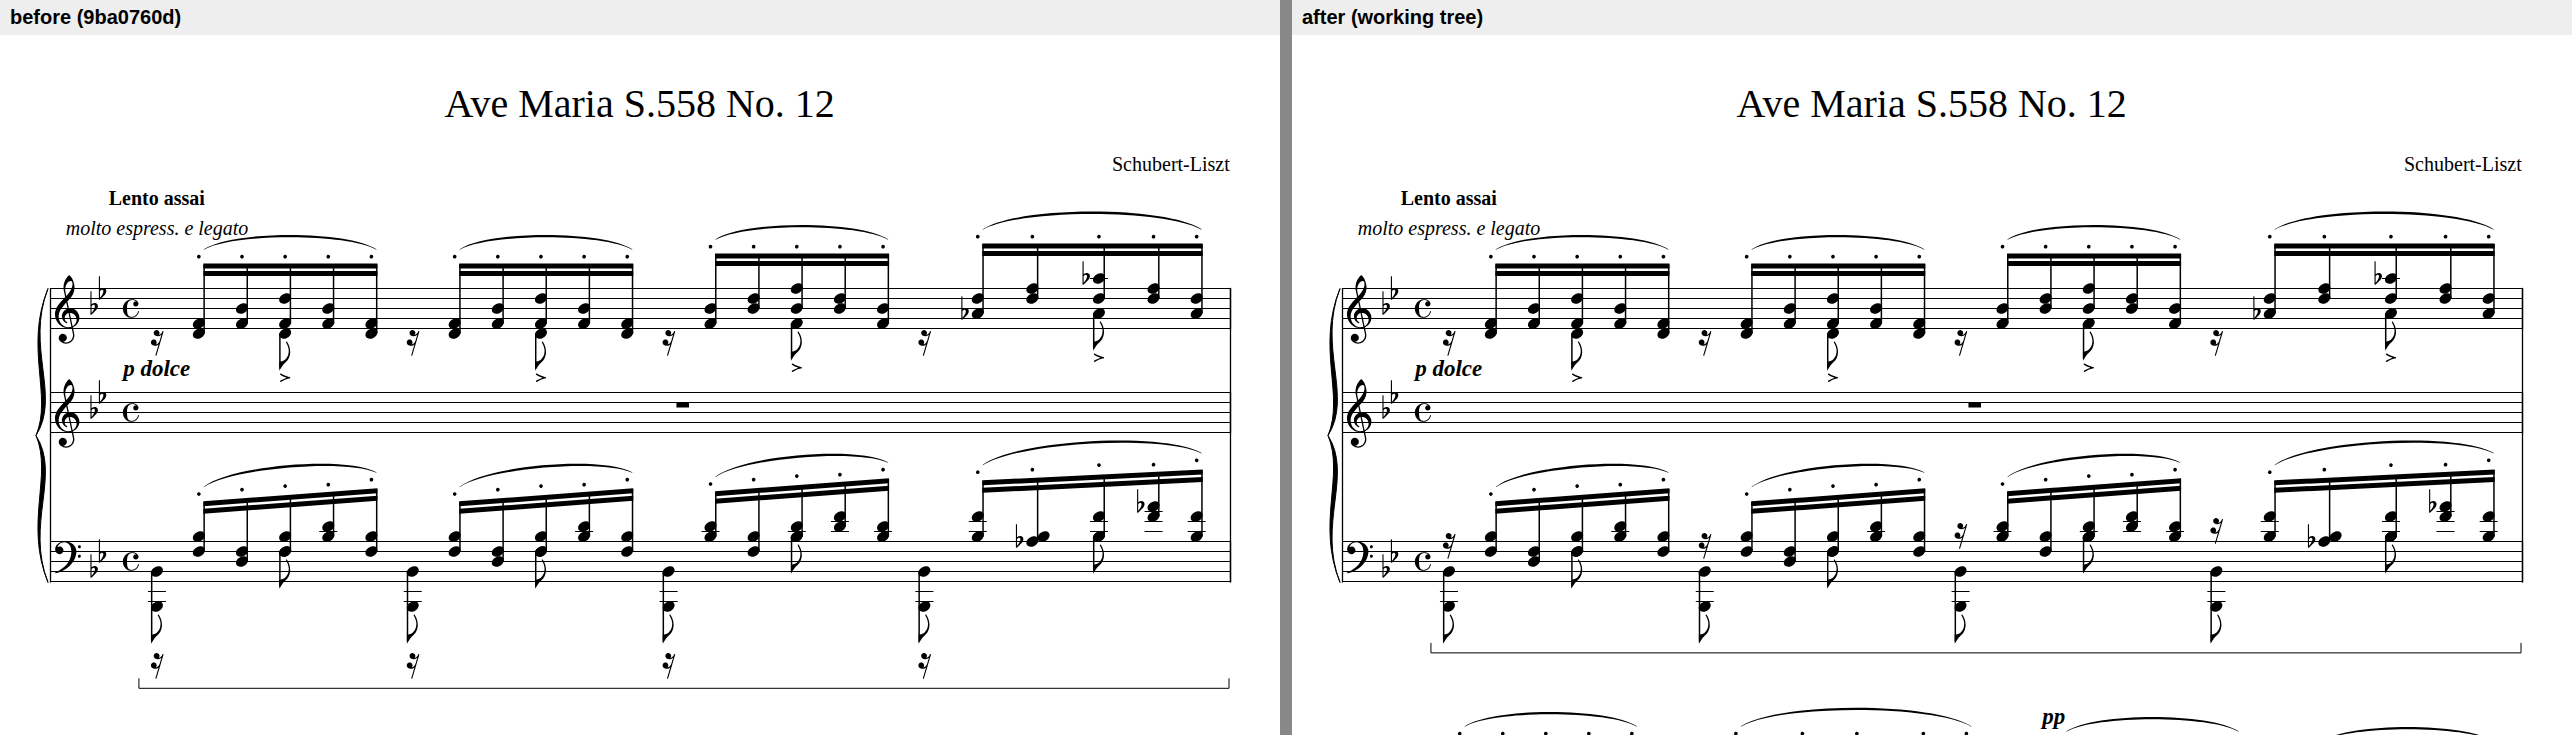 before (9ba0760d)
Ave Maria S.558 No. 12
Schubert-Liszt
Lento assai
molto espress. e legato
p dolce
after (working tree)
Ave Maria S.558 No. 12
Schubert-Liszt
Lento assai
molto espress. e legato
p dolce
pp